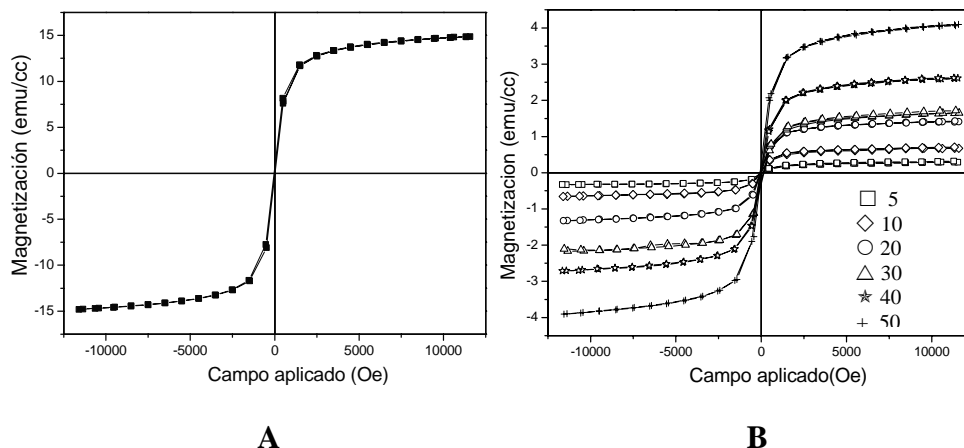 15
10
5
0
-5
-10
-15
Magnetización (emu/cc)
-10000 -5000 0 5000 10000
Campo aplicado (Oe)
A
4
3
2
1
0
-1
-2
-3
-4
Magnetizacion (emu/cc)
5
10
20
30
40
50
-10000 -5000 0 5000 10000
Campo aplicado(Oe)
B